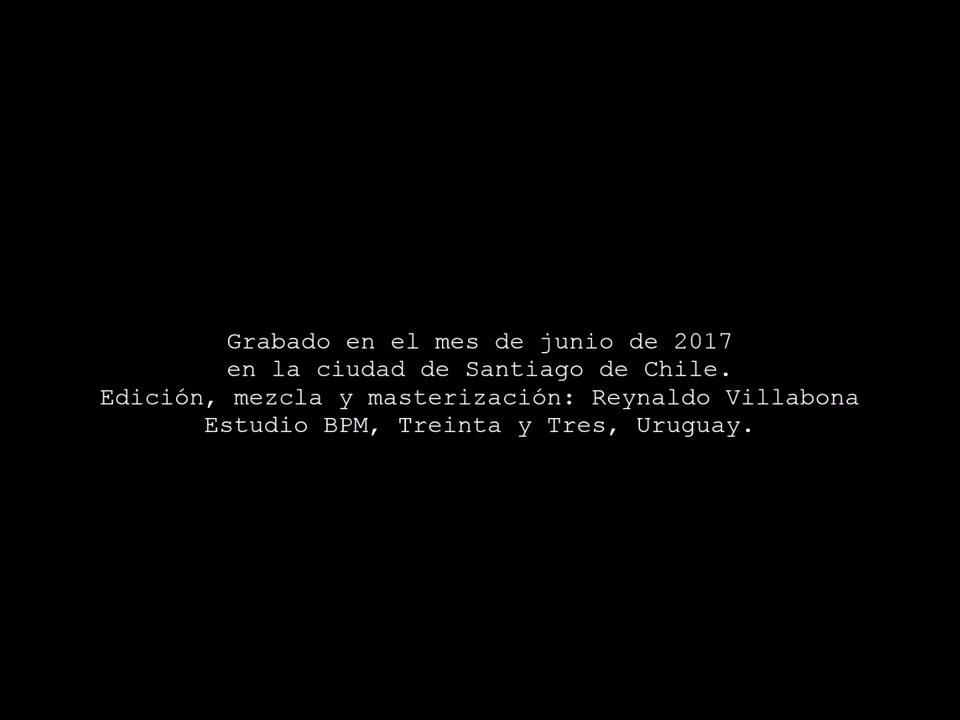 Grabado en el mes de junio de 2017
en la ciudad de Santiago de Chile.
Edición, mezcla y masterización: Reynaldo Villabona
Estudio BPM, Treinta y Tres, Uruguay.